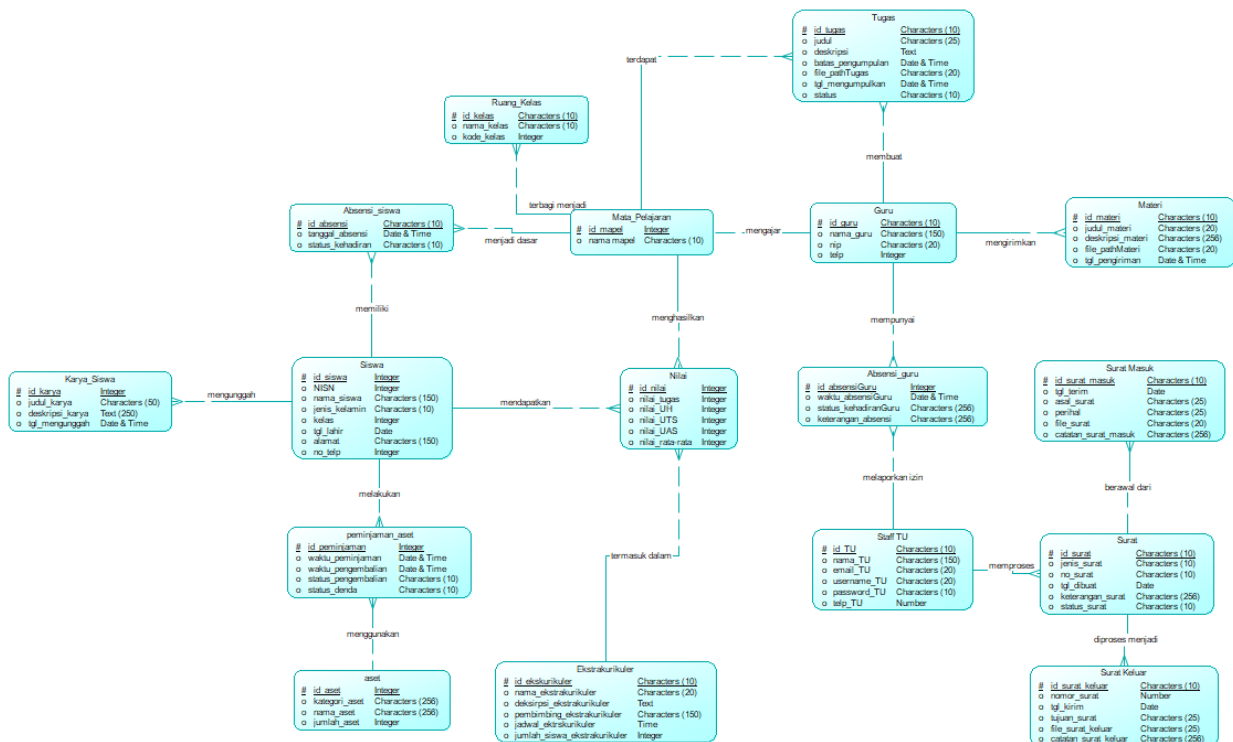 Tugas
# id_tugas Characters (10)
o judul Characters (25)
o deskripsi Text
o batas_pengumpulan Date & Time
o file_pathTugas Characters (20)
o tgl_mengumpulkan Date & Time
o status Characters (10)
terdapat
Ruang_Kelas
# id_kelas Characters (10)
o nama_kelas Characters (10)
o kode_kelas Integer
membuat
terbagi menjadi
Absensi_siswa
# id_absensi Characters (10)
o tanggal_absensi Date & Time
o status_kehadiran Characters (10)
menjadi dasar
Mata_Pelajaran
# id_mapel Integer
o nama mapel Characters (10)
mengajar
Guru
# id_guru Characters (10)
o nama_guru Characters (150)
o nip Characters (20)
o telp Integer
mengirimkan
Materi
# id_materi Characters (10)
o judul_materi Characters (20)
o deskripsi_materi Characters (256)
o file_pathMateri Characters (20)
o tgl_pengiriman Date & Time
memiliki
menghasilkan
mempunyai
Karya_Siswa
# id_karya Integer
o judul_karya Characters (50)
o deskripsi_karya Text (250)
o tgl_mengunggah Date & Time
mengunggah
Siswa
# id_siswa Integer
o NISN Integer
o nama_siswa Characters (150)
o jenis_kelamin Characters (10)
o kelas Integer
o tgl_lahir Date
o alamat Characters (150)
o no_telp Integer
mendapatkan
Nilai
# id_nilai Integer
o nilai_tugas Integer
o nilai_UH Integer
o nilai_UTS Integer
o nilai_UAS Integer
o nilai_rata-rata Integer
Absensi_guru
# id_absensiGuru Integer
o waktu_absensiGuru Date & Time
o status_kehadiranGuru Characters (256)
o keterangan_absensi Characters (256)
Surat Masuk
# id_surat_masuk Characters (10)
o tgl_terim Date
o asal_surat Characters (25)
o perihal Characters (25)
o file_surat Characters (20)
o catatan_surat_masuk Characters (256)
melakukan
melaporkan izin
berawal dari
peminjaman_aset
# id_peminjaman Integer
o waktu_peminjaman Date & Time
o waktu_pengembalian Date & Time
o status_pengembalian Characters (10)
o status_denda Characters (10)
termasuk dalam
Staff TU
# id_TU Characters (10)
o nama_TU Characters (150)
o email_TU Characters (20)
o username_TU Characters (20)
o password_TU Characters (10)
o telp_TU Number
memproses
Surat
# id_surat Characters (10)
o jenis_surat Characters (10)
o no_surat Characters (10)
o tgl_dibuat Date
o keterangan_surat Characters (256)
o status_surat Characters (10)
menggunakan
diproses menjadi
aset
# id_aset Integer
o kategori_aset Characters (256)
o nama_aset Characters (256)
o jumlah_aset Integer
Ekstrakurikuler
# id_ekskurikuler Characters (10)
o nama_ekstrakurikuler Characters (20)
o deksirpsi_ekstrakurikuler Text
o pembimbing_ekstrakurikuler Characters (150)
o jadwal_ektrskurikuler Time
o jumlah_siswa_ekstrakurikuler Integer
Surat Keluar
# id_surat_keluar Characters (10)
o nomor_surat Number
o tgl_kirim Date
o tujuan_surat Characters (25)
o file_surat_keluar Characters (25)
o catatan_surat_keluar Characters (256)